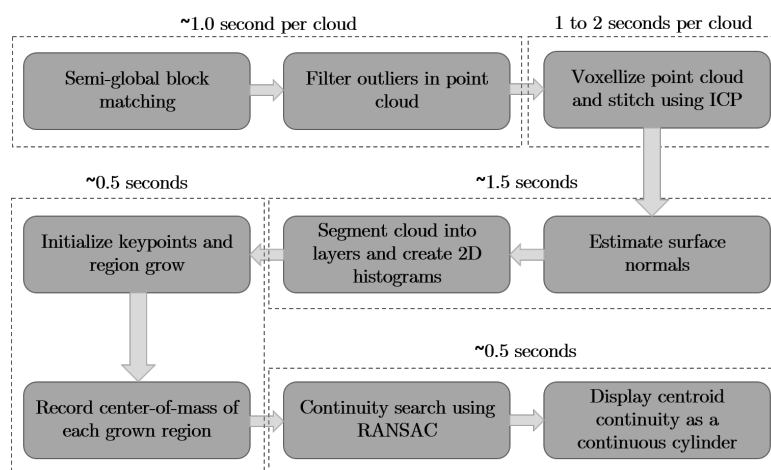 ~1.0 second per cloud
1 to 2 seconds per cloud
Semi-global block
matching
Filter outliers in point
cloud
Voxellize point cloud
and stitch using ICP
~0.5 seconds
~1.5 seconds
Initialize keypoints and
region grow
Segment cloud into
layers and create 2D
histograms
Estimate surface
normals
~0.5 seconds
Record center-of-mass of
each grown region
Continuity search using
RANSAC
Display centroid
continuity as a
continuous cylinder